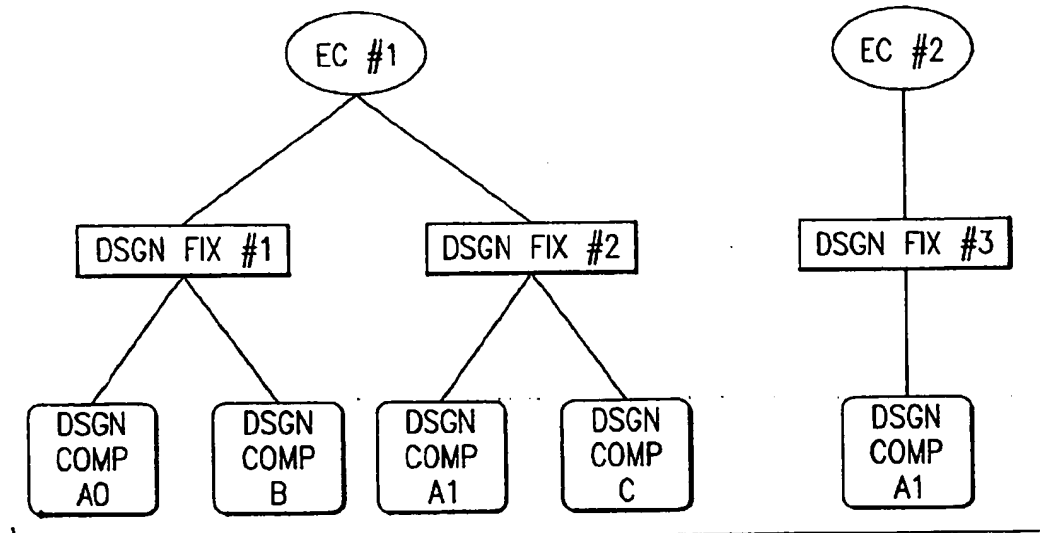 EC #1
EC #2
DSGN FIX #1
DSGN FIX #2
DSGN FIX #3
DSGN
COMP
A0
DSGN
COMP
B
DSGN
COMP
A1
DSGN
COMP
C
DSGN
COMP
A1